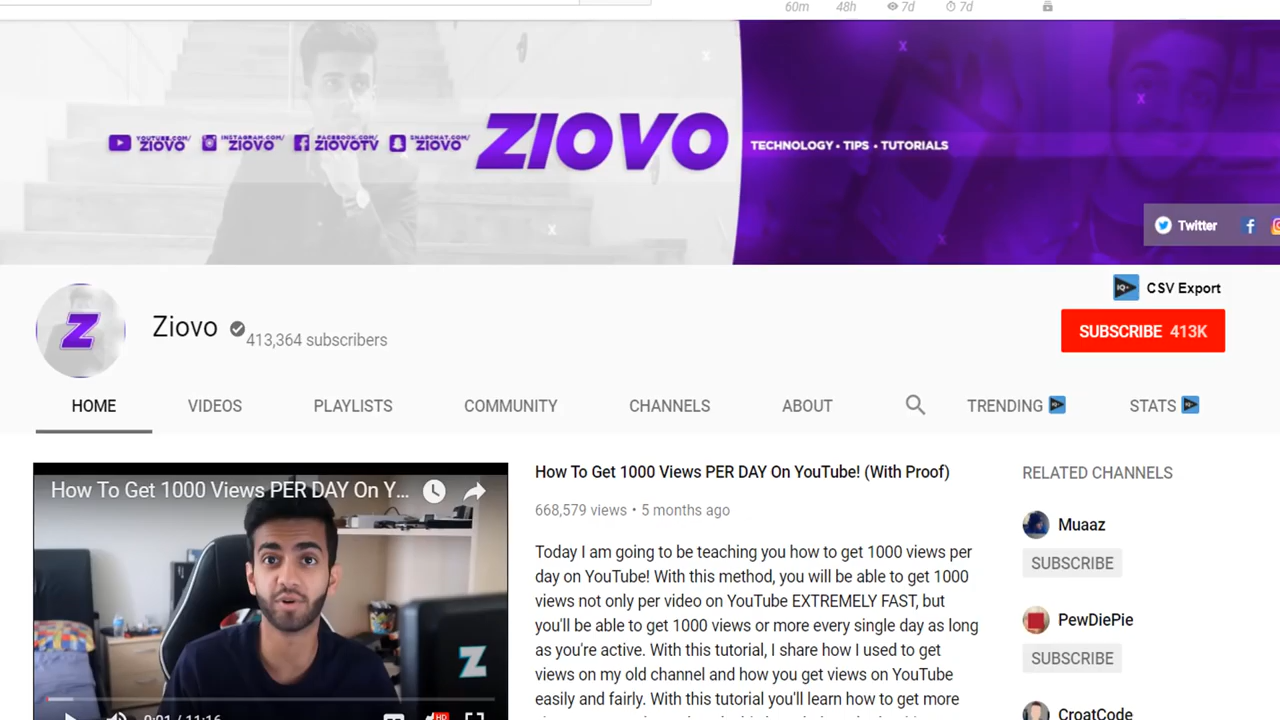 60m 48h 7d 7d
YOUTUBE.COM/
ZIOVO
INSTAGRAM.COM/
ZIOVO
FACEBOOK.COM/
ZIOVOTV
SNAPCHAT.COM/
ZIOVO
ZIOVO
TECHNOLOGY • TIPS • TUTORIALS
Twitter
IQ+ CSV Export
Z
Ziovo
413,364 subscribers
SUBSCRIBE 413K
HOME VIDEOS PLAYLISTS COMMUNITY CHANNELS ABOUT TRENDING STATS
How To Get 1000 Views PER DAY On Y...
Z
0:01 / 11:16
HD
How To Get 1000 Views PER DAY On YouTube! (With Proof)
668,579 views • 5 months ago
Today I am going to be teaching you how to get 1000 views per
day on YouTube! With this method, you will be able to get 1000
views not only per video on YouTube EXTREMELY FAST, but
you'll be able to get 1000 views or more every single day as long
as you're active. With this tutorial, I share how I used to get
views on my old channel and how you get views on YouTube
easily and fairly. With this tutorial you'll learn how to get more
RELATED CHANNELS
Muaaz
SUBSCRIBE
PewDiePie
SUBSCRIBE
CroatCode